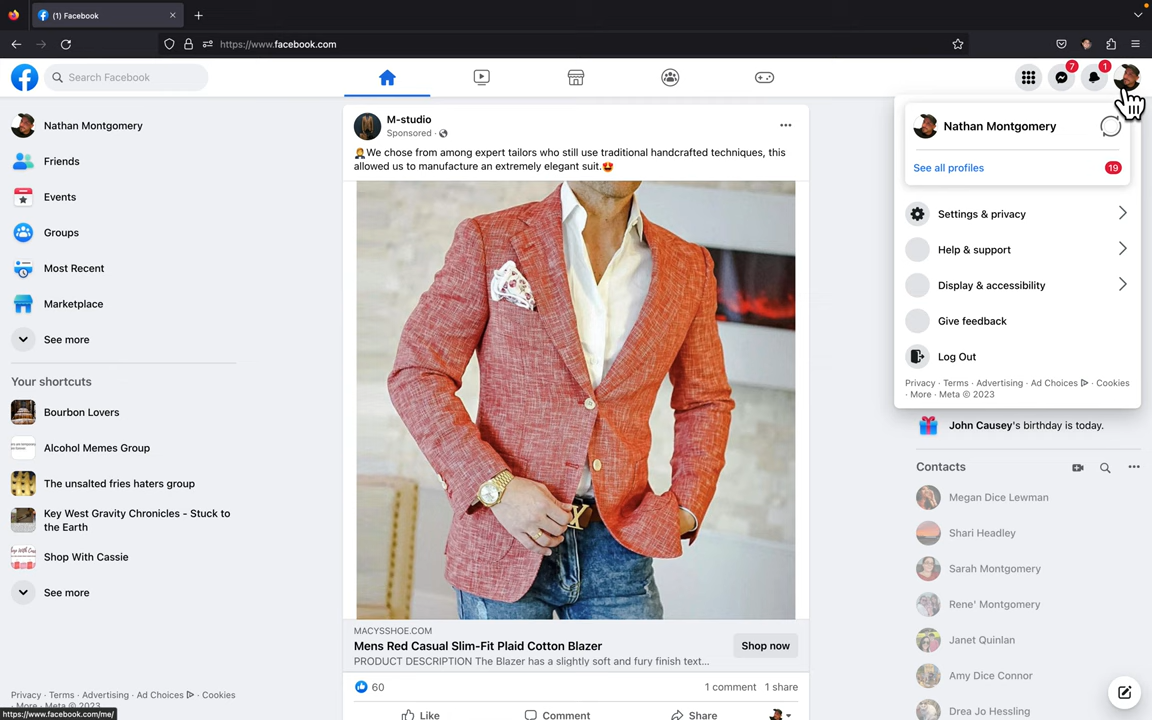 (1) Facebook
https://www.facebook.com
Search Facebook
7
1
Nathan Montgomery
Friends
Events
Groups
Most Recent
Marketplace
See more
Your shortcuts
Bourbon Lovers
Alcohol Memes Group
The unsalted fries haters group
Key West Gravity Chronicles - Stuck to
the Earth
Shop With Cassie
See more
Privacy · Terms · Advertising · Ad Choices · Cookies
· More · Meta © 2023
https://www.facebook.com/me/
M-studio
Sponsored ·
We chose from among expert tailors who still use traditional handcrafted techniques, this
allowed us to manufacture an extremely elegant suit.
MACYSSHOE.COM
Mens Red Casual Slim-Fit Plaid Cotton Blazer
PRODUCT DESCRIPTION The Blazer has a slightly soft and fury finish text...
Shop now
60
1 comment 1 share
Like Comment Share
Nathan Montgomery
See all profiles
19
Settings & privacy
Help & support
Display & accessibility
Give feedback
Log Out
Privacy · Terms · Advertising · Ad Choices · Cookies
· More · Meta © 2023
John Causey's birthday is today.
Contacts
Megan Dice Lewman
Shari Headley
Sarah Montgomery
Rene' Montgomery
Janet Quinlan
Amy Dice Connor
Drea Jo Hessling